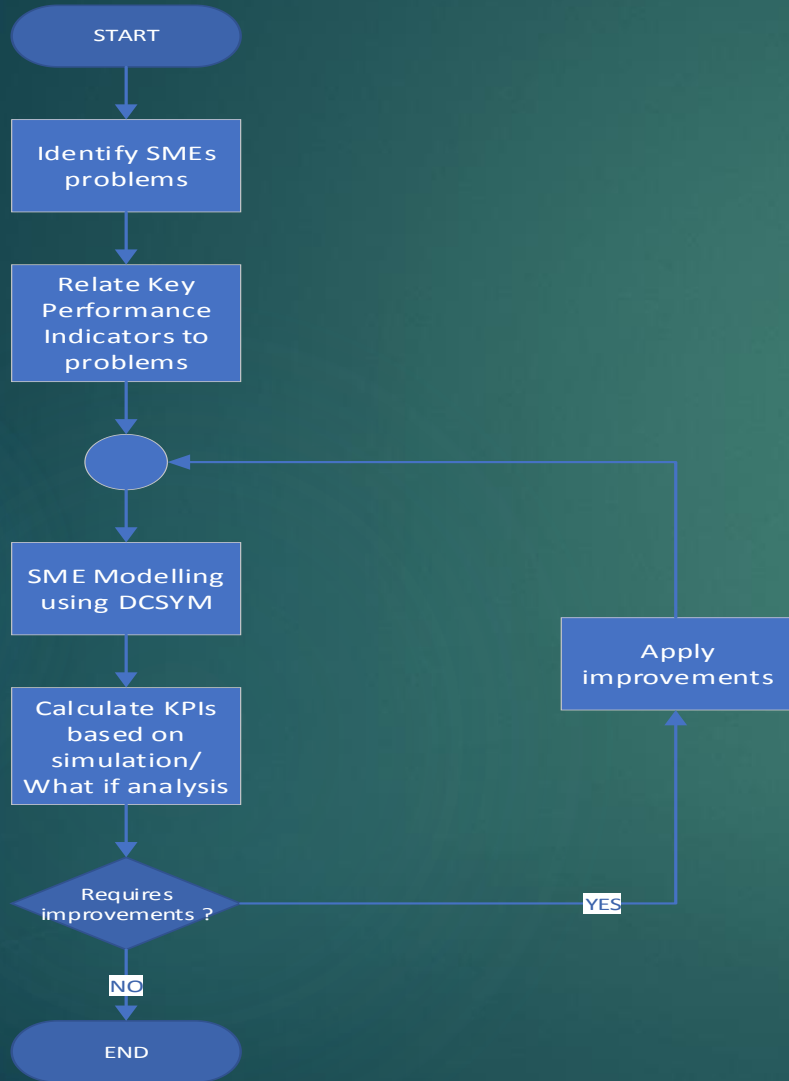 START
Identify SMEs
problems
Relate Key
Performance
Indicators to
problems
SME Modelling
using DCSYM
Apply
improvements
Calculate KPIs
based on
simulation/
What if analysis
Requires
improvements ?
YES
NO
END